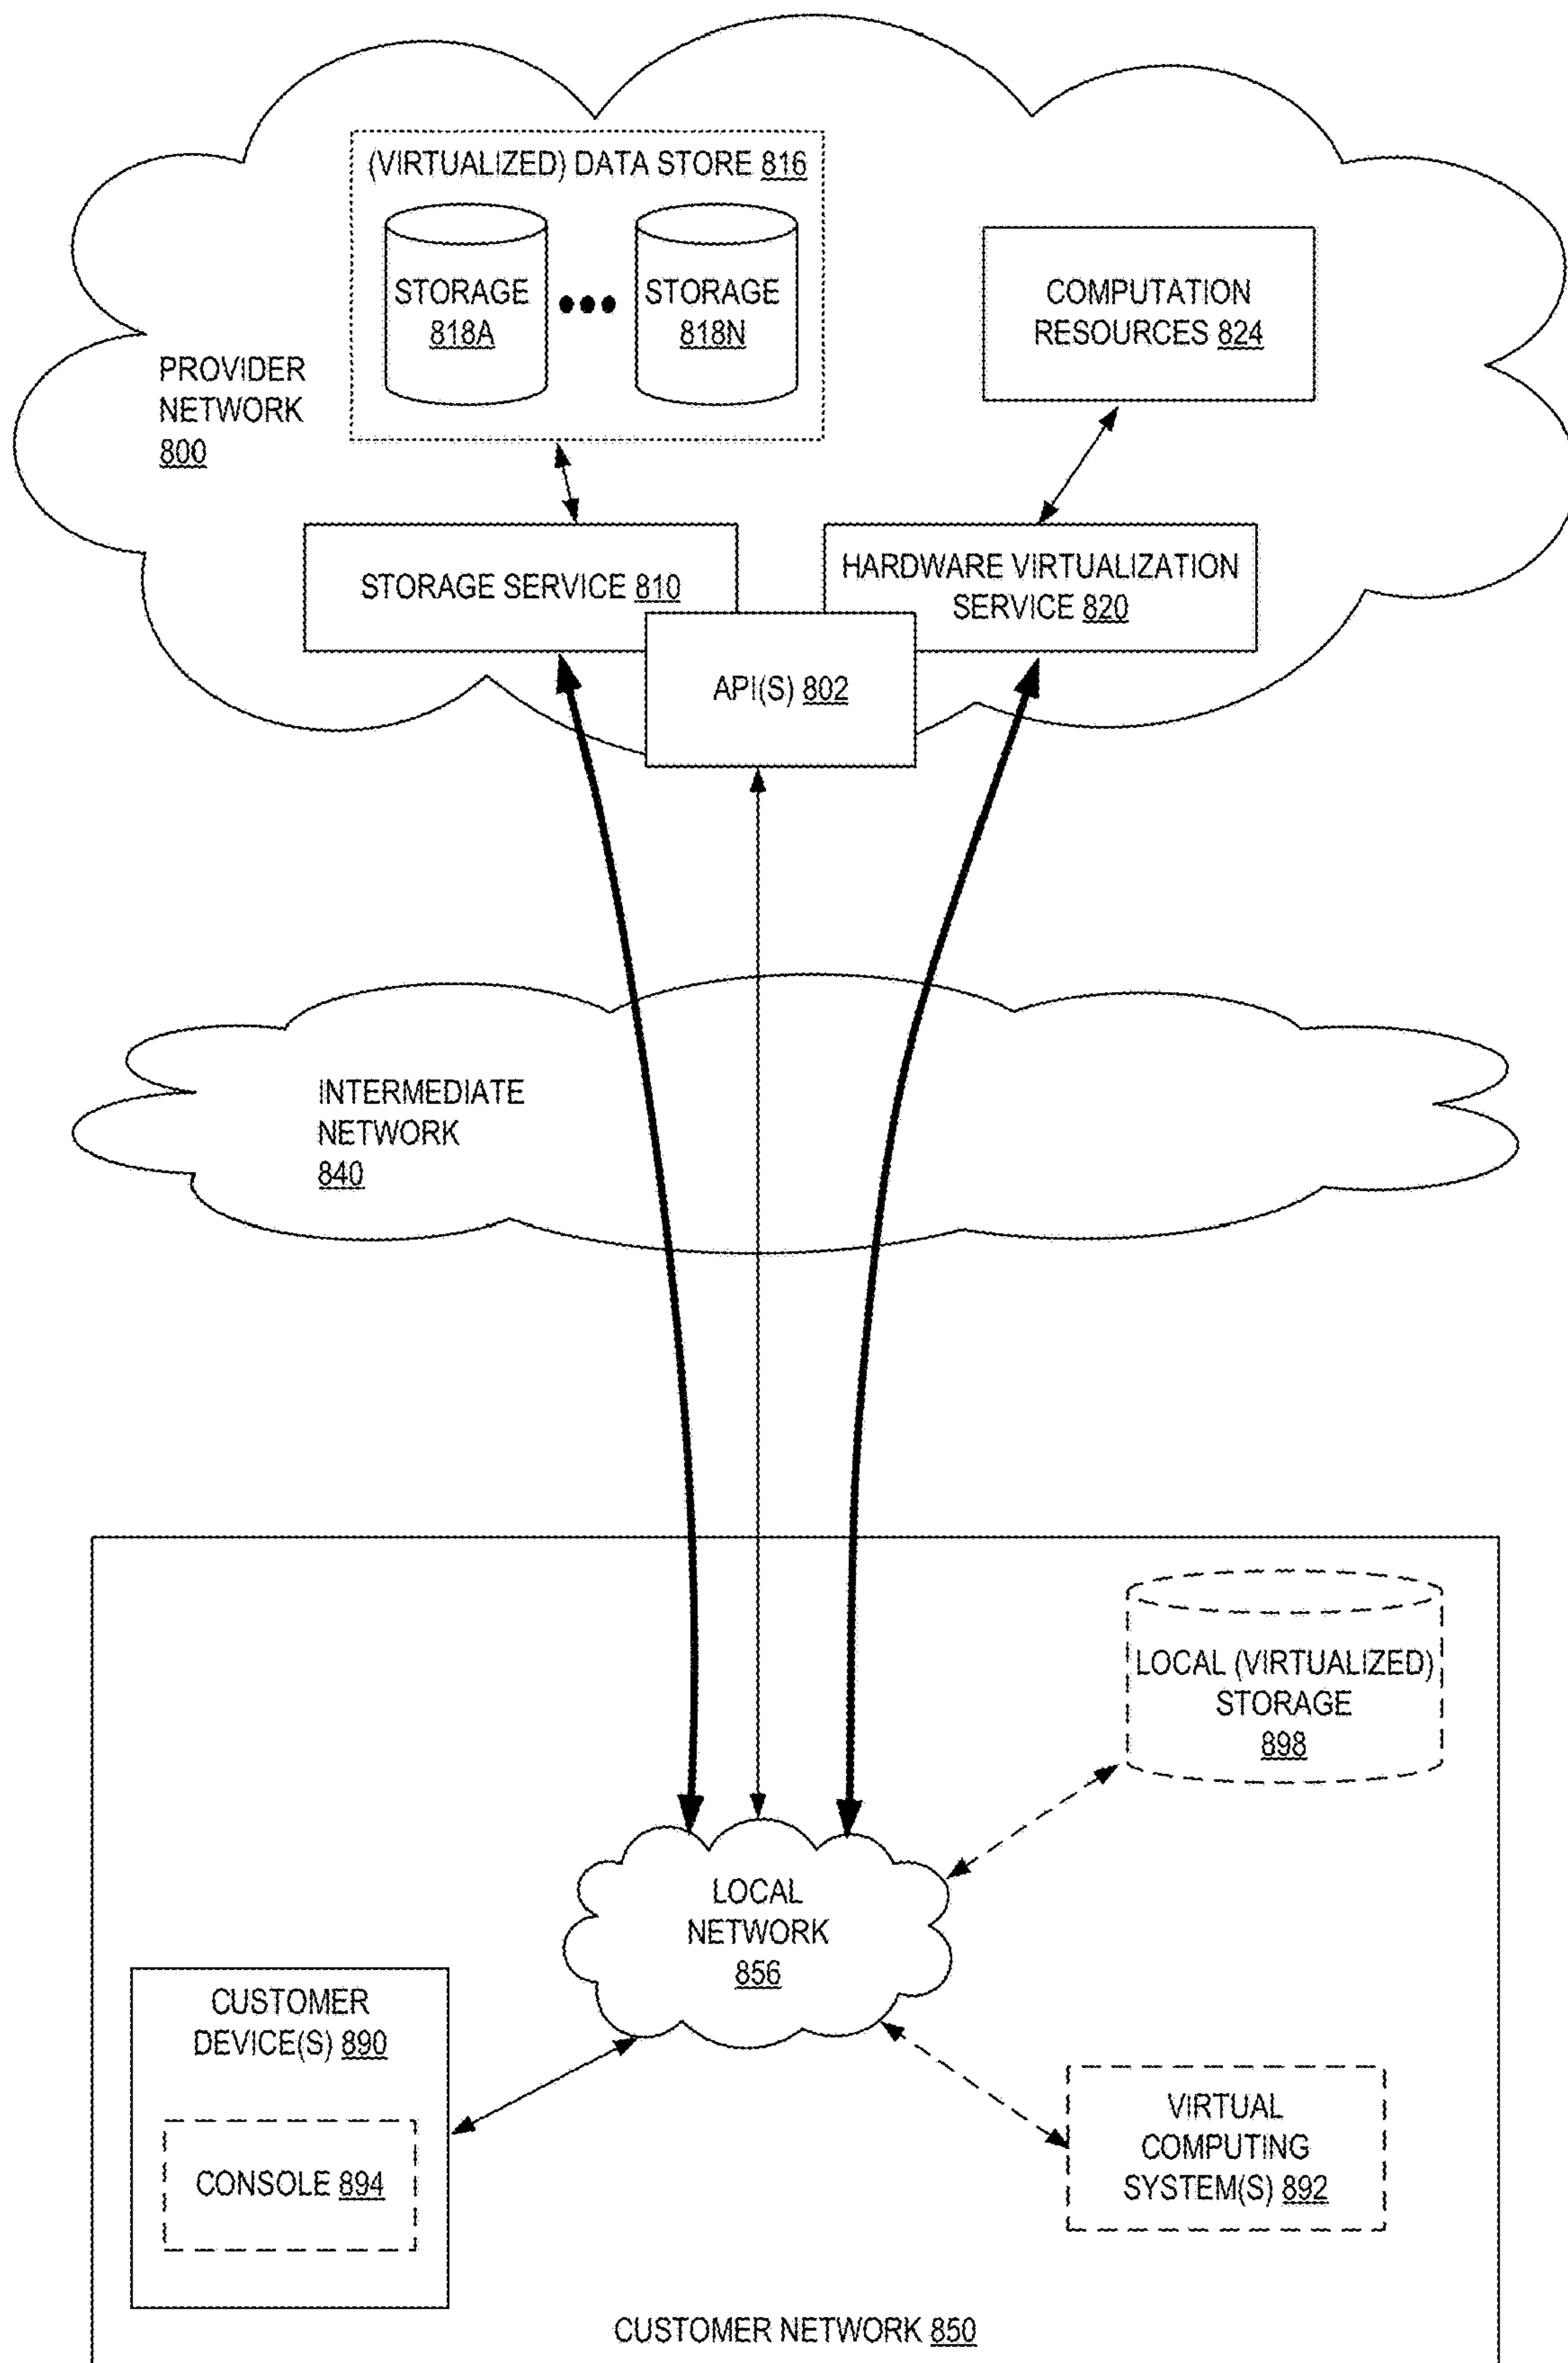 (VIRTUALIZED) DATA STORE 816
STORAGE
818A
STORAGE
818N
COMPUTATION
RESOURCES 824
PROVIDER
NETWORK
800
STORAGE SERVICE 810
HARDWARE VIRTUALIZATION
SERVICE 820
API(S) 802
INTERMEDIATE
NETWORK
840
LOCAL (VIRTUALIZED)
STORAGE
898
LOCAL
NETWORK
856
CUSTOMER
DEVICE(S) 890
CONSOLE 894
VIRTUAL
COMPUTING
SYSTEM(S) 892
CUSTOMER NETWORK 850